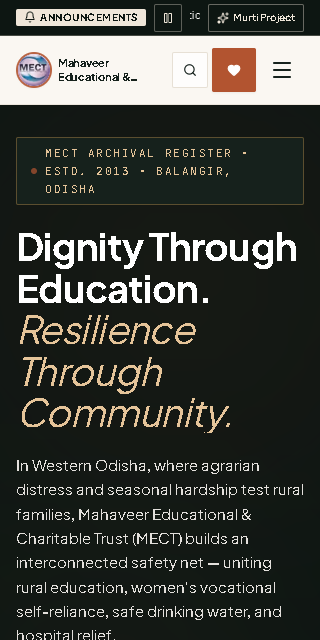 ANNOUNCEMENTS
Murti Project
MECT
Mahaveer
Educational &...
MECT ARCHIVAL REGISTER •
ESTD. 2013 • BALANGIR,
ODISHA
Dignity Through
Education.
Resilience
Through
Community.
In Western Odisha, where agrarian
distress and seasonal hardship test rural
families, Mahaveer Educational &
Charitable Trust (MECT) builds an
interconnected safety net — uniting
rural education, women's vocational
self-reliance, safe drinking water, and
hospital relief.